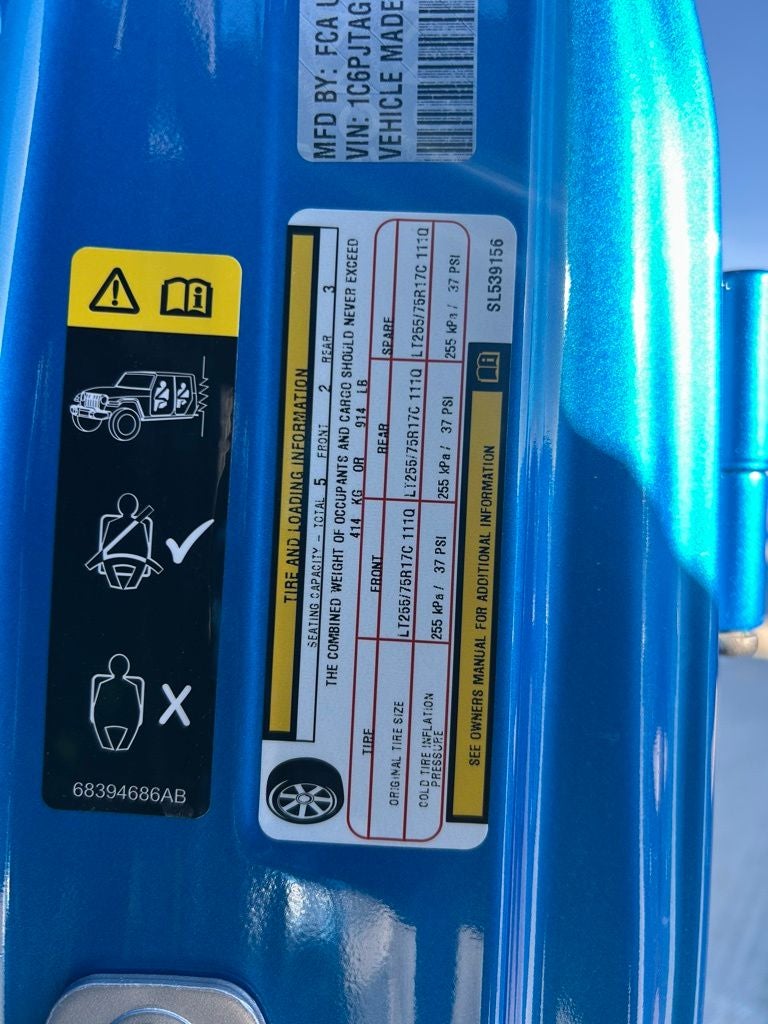 MFD BY: FCA U
VIN: 1C6PJTAG
VEHICLE MADE
TIRE AND LOADING INFORMATION
SEATING CAPACITY - TOTAL 5 FRONT 2 REAR 3
THE COMBINED WEIGHT OF OCCUPANTS AND CARGO SHOULD NEVER EXCEED
414 KG OR 914 LB
TIRE FRONT REAR SPARE
ORIGINAL TIRE SIZE LT255/75R17C 111Q LT255/75R17C 111Q LT255/75R17C 111Q
COLD TIRE INFLATION
PRESSURE 255 kPa/ 37 PSI 255 kPa/ 37 PSI 255 kPa/ 37 PSI
SEE OWNERS MANUAL FOR ADDITIONAL INFORMATION
SL539156
68394686AB